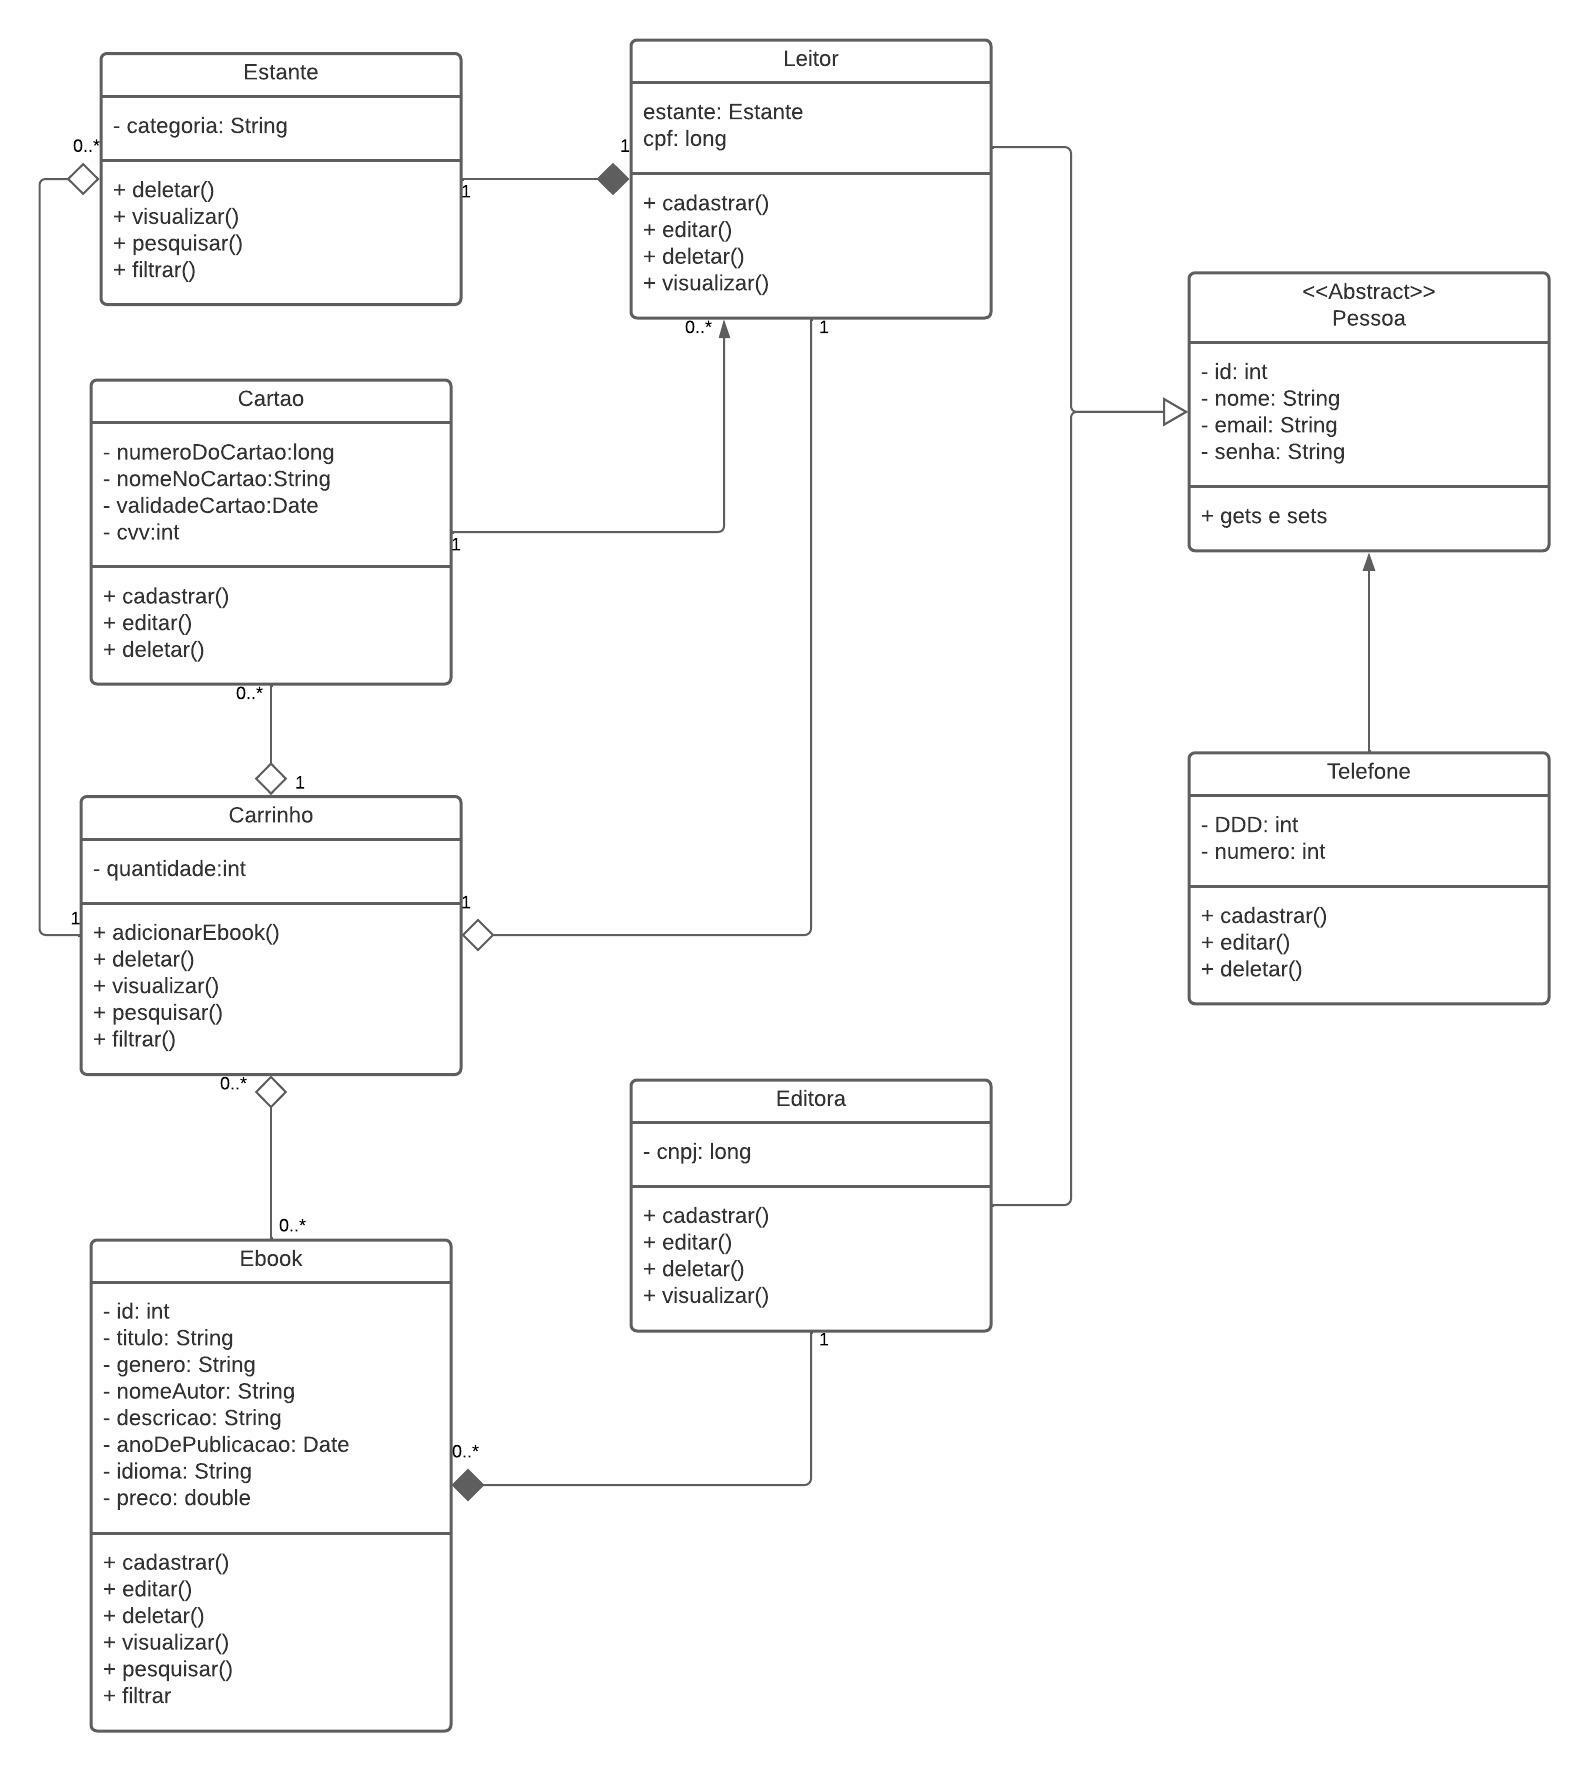 Estante
- categoria: String
+ deletar()
+ visualizar()
+ pesquisar()
+ filtrar()
0..*
1
Leitor
estante: Estante
cpf: long
+ cadastrar()
+ editar()
+ deletar()
+ visualizar()
1
0..*
1
<<Abstract>>
Pessoa
- id: int
- nome: String
- email: String
- senha: String
+ gets e sets
Cartao
- numeroDoCartao:long
- nomeNoCartao:String
- validadeCartao:Date
- cvv:int
+ cadastrar()
+ editar()
+ deletar()
1
0..*
1
Telefone
- DDD: int
- numero: int
+ cadastrar()
+ editar()
+ deletar()
Carrinho
- quantidade:int
+ adicionarEbook()
+ deletar()
+ visualizar()
+ pesquisar()
+ filtrar()
1
1
0..*
0..*
Editora
- cnpj: long
+ cadastrar()
+ editar()
+ deletar()
+ visualizar()
1
0..*
Ebook
- id: int
- titulo: String
- genero: String
- nomeAutor: String
- descricao: String
- anoDePublicacao: Date
- idioma: String
- preco: double
+ cadastrar()
+ editar()
+ deletar()
+ visualizar()
+ pesquisar()
+ filtrar